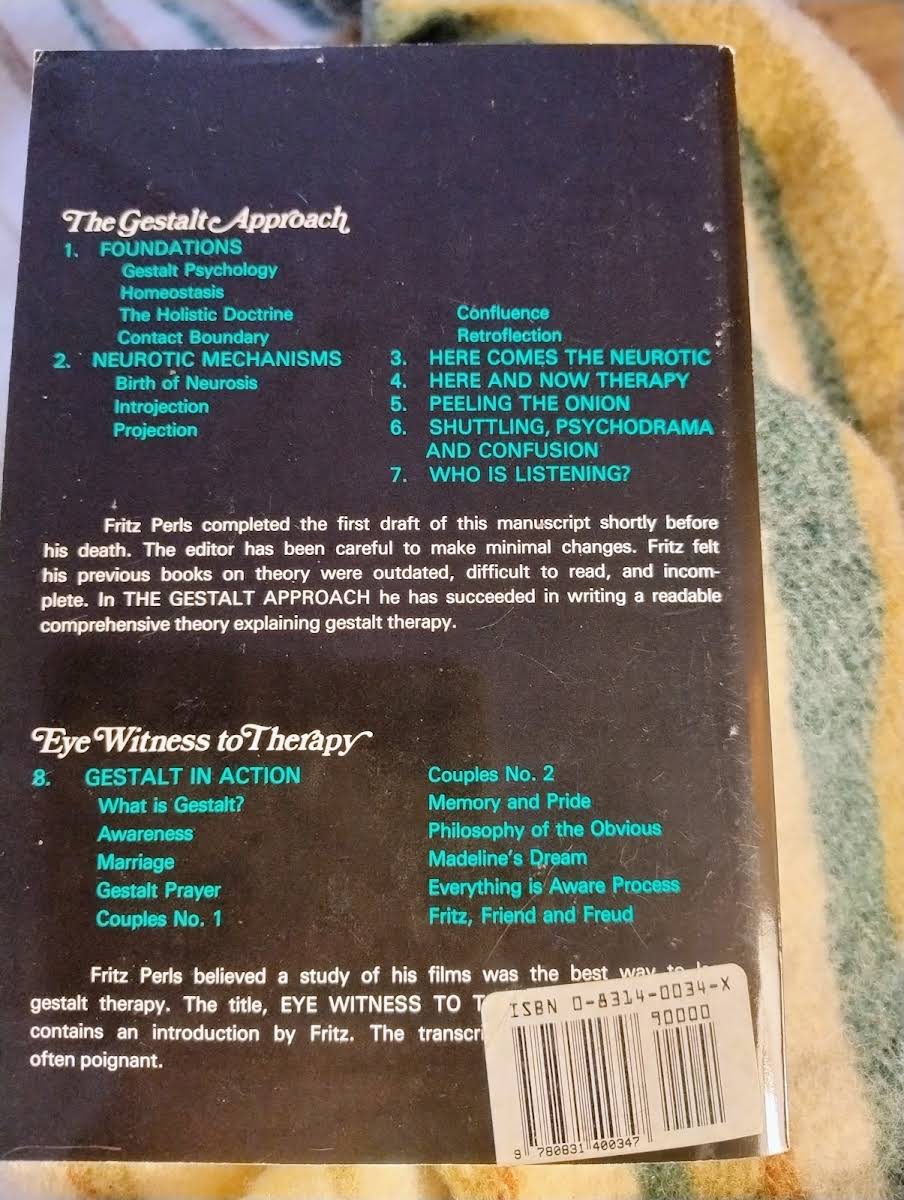 The Gestalt Approach
1. FOUNDATIONS
Gestalt Psychology
Homeostasis
The Holistic Doctrine
Contact Boundary
2. NEUROTIC MECHANISMS
Birth of Neurosis
Introjection
Projection
Confluence
Retroflection
3. HERE COMES THE NEUROTIC
4. HERE AND NOW THERAPY
5. PEELING THE ONION
6. SHUTTLING, PSYCHODRAMA
AND CONFUSION
7. WHO IS LISTENING?
Fritz Perls completed the first draft of this manuscript shortly before
his death. The editor has been careful to make minimal changes. Fritz felt
his previous books on theory were outdated, difficult to read, and incom-
plete. In THE GESTALT APPROACH he has succeeded in writing a readable
comprehensive theory explaining gestalt therapy.
Eye Witness to Therapy
8. GESTALT IN ACTION
What is Gestalt?
Awareness
Marriage
Gestalt Prayer
Couples No. 1
Couples No. 2
Memory and Pride
Philosophy of the Obvious
Madeline's Dream
Everything is Aware Process
Fritz, Friend and Freud
Fritz Perls believed a study of his films was the best way to
gestalt therapy. The title, EYE WITNESS TO
contains an introduction by Fritz. The
often poignant.
ISBN 0-8314-0034-X
90000
9 780831 400347